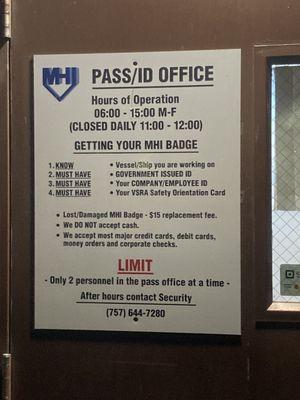 MHI
PASS/ID OFFICE
Hours of Operation
06:00 - 15:00 M-F
(CLOSED DAILY 11:00 - 12:00)
GETTING YOUR MHI BADGE
1. KNOW • Vessel/Ship you are working on
2. MUST HAVE • GOVERNMENT ISSUED ID
3. MUST HAVE • Your COMPANY/EMPLOYEE ID
4. MUST HAVE • Your VSRA Safety Orientation Card
• Lost/Damaged MHI Badge - $15 replacement fee.
• We DO NOT accept cash.
• We accept most major credit cards, debit cards,
money orders and corporate checks.
LIMIT
- Only 2 personnel in the pass office at a time -
After hours contact Security
(757) 644-7280